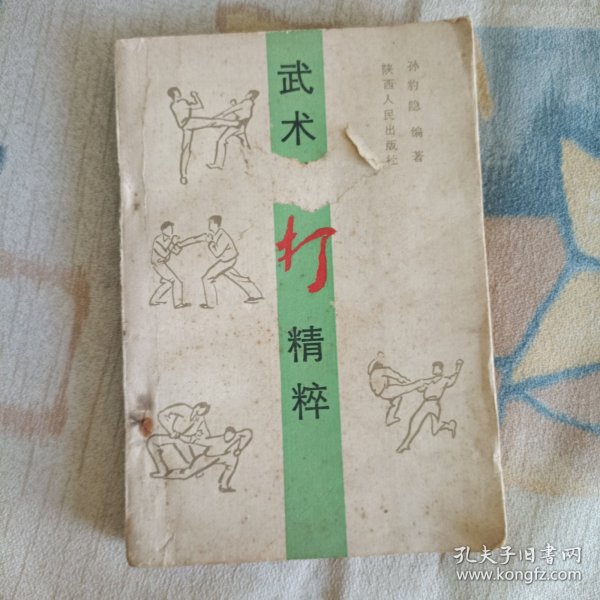 武术
打
精粹
孙豹隐 编著
陕西人民出版社
孔夫子旧书网
www.kongfz.com